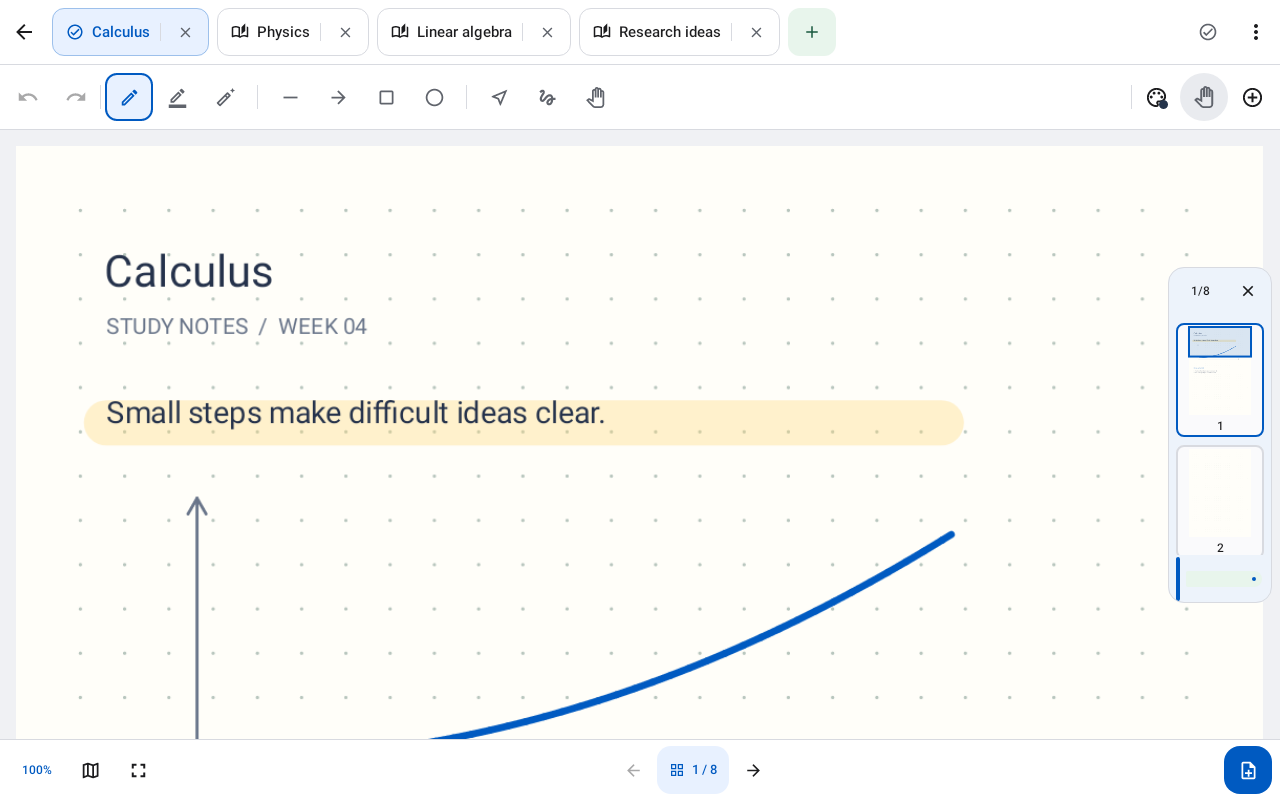 Calculus
Physics
Linear algebra
Research ideas
Calculus
STUDY NOTES / WEEK 04
Small steps make difficult ideas clear.
1/8
1
2
100%
1 / 8